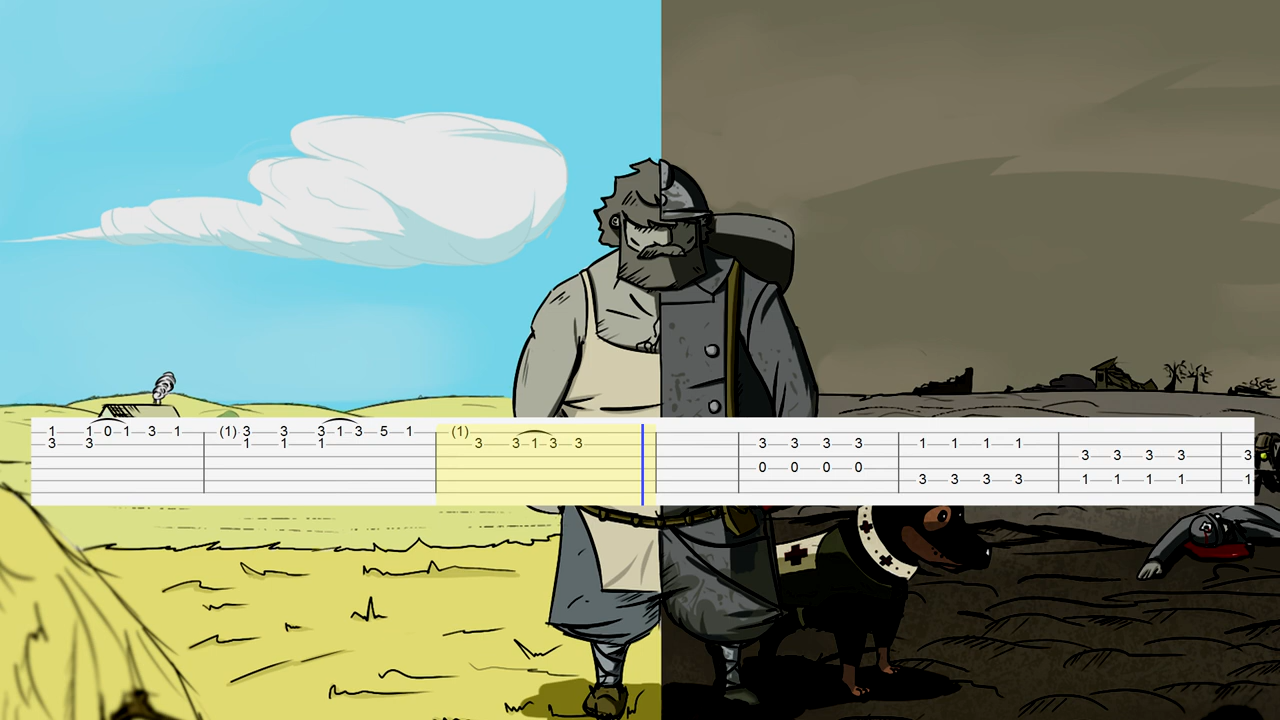 1 1 0 1 3 1 (1) 3 3 3 1 3 5 1 (1)
3 3 1 1 1 3 3 1 3 3 3 3 3 3 1 1 1 1
3 3 3 3 3
0 0 0 0
3 3 3 3 1 1 1 1 1